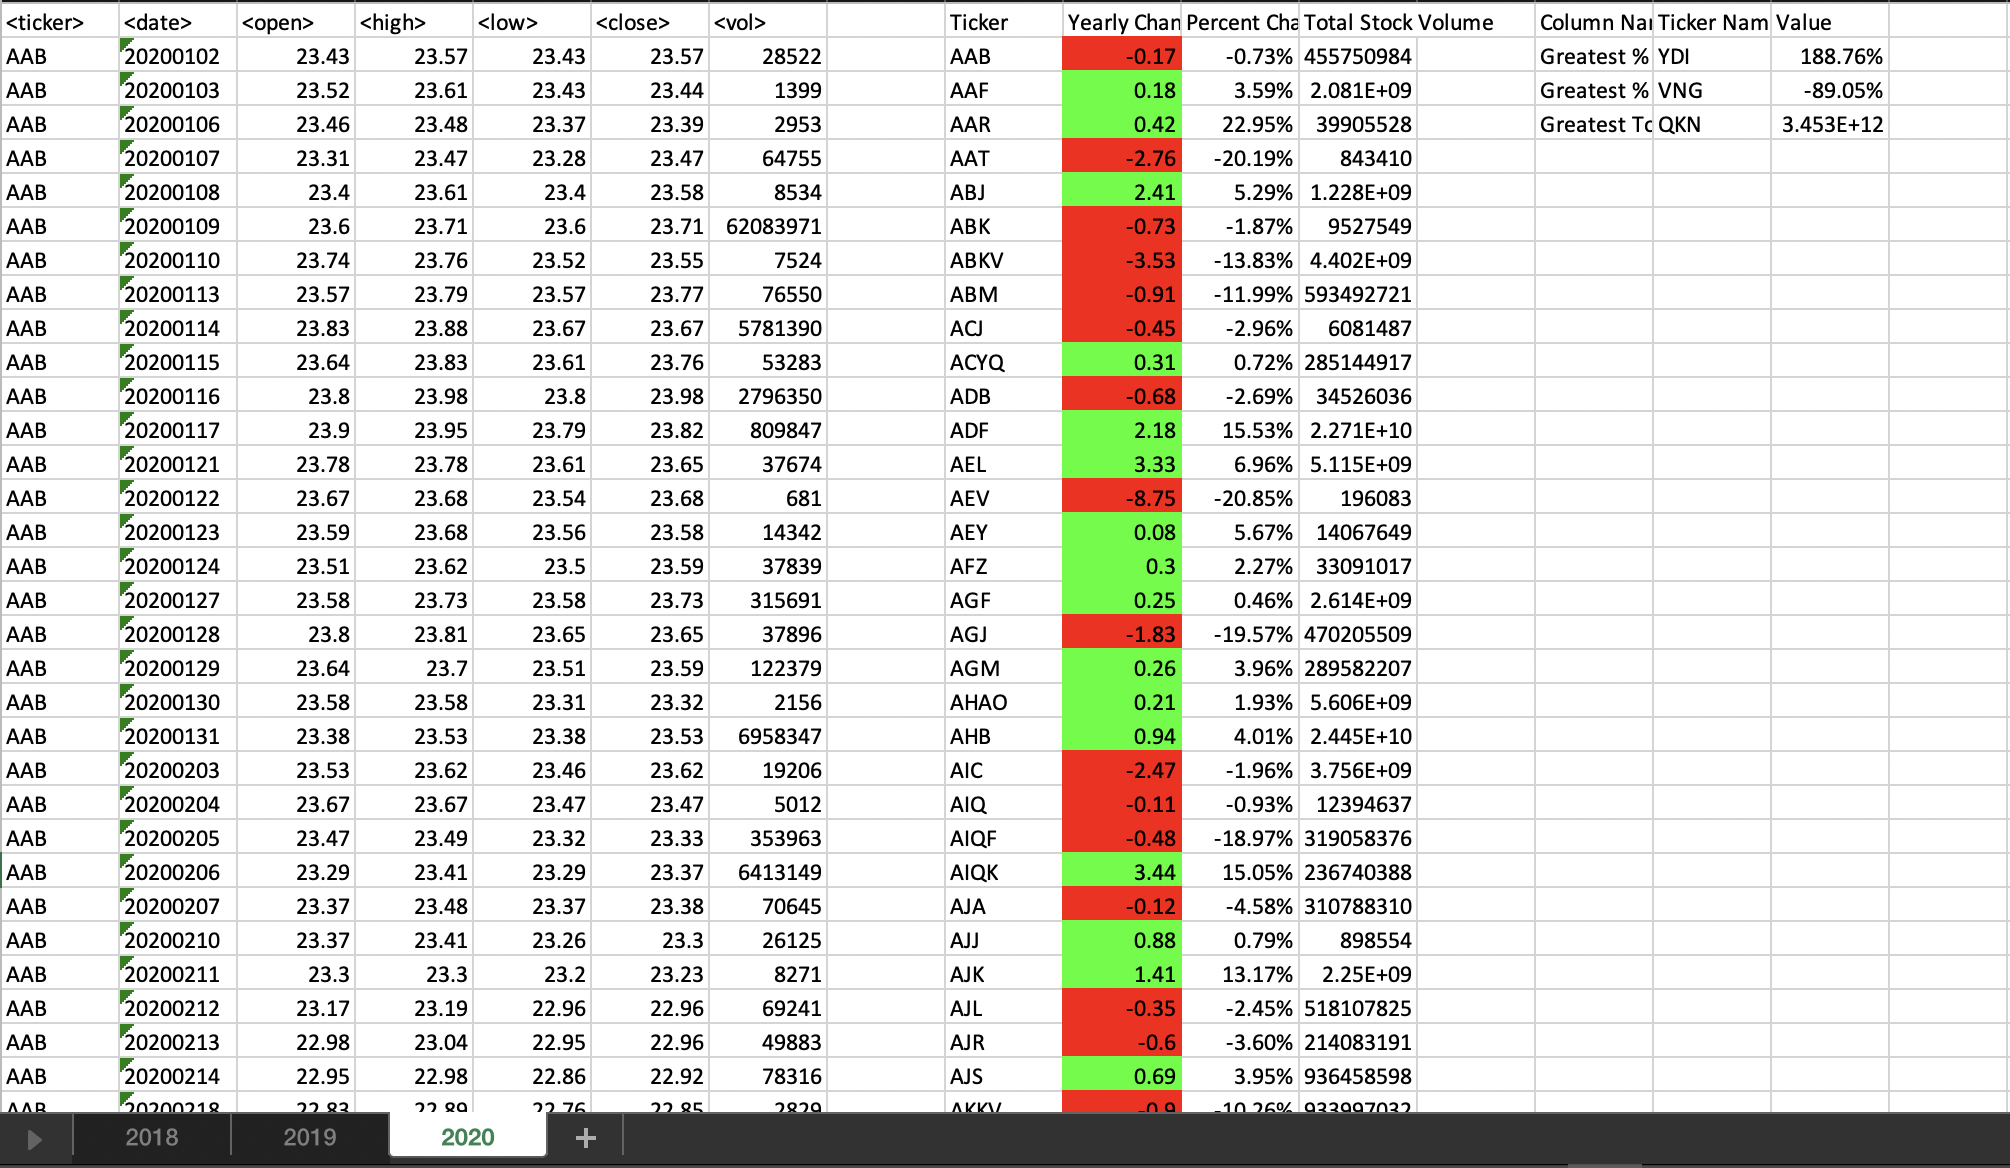 <ticker> <date> <open> <high> <low> <close> <vol> Ticker Yearly Chan Percent Cha Total Stock Volume Column Nar Ticker Nam Value
AAB 20200102 23.43 23.57 23.43 23.57 28522 AAB -0.17 -0.73% 455750984 Greatest % YDI 188.76%
AAB 20200103 23.52 23.61 23.43 23.44 1399 AAF 0.18 3.59% 2.081E+09 Greatest % VNG -89.05%
AAB 20200106 23.46 23.48 23.37 23.39 2953 AAR 0.42 22.95% 39905528 Greatest To QKN 3.453E+12
AAB 20200107 23.31 23.47 23.28 23.47 64755 AAT -2.76 -20.19% 843410
AAB 20200108 23.4 23.61 23.4 23.58 8534 ABJ 2.41 5.29% 1.228E+09
AAB 20200109 23.6 23.71 23.6 23.71 62083971 ABK -0.73 -1.87% 9527549
AAB 20200110 23.74 23.76 23.52 23.55 7524 ABKV -3.53 -13.83% 4.402E+09
AAB 20200113 23.57 23.79 23.57 23.77 76550 ABM -0.91 -11.99% 593492721
AAB 20200114 23.83 23.88 23.67 23.67 5781390 ACJ -0.45 -2.96% 6081487
AAB 20200115 23.64 23.83 23.61 23.76 53283 ACYQ 0.31 0.72% 285144917
AAB 20200116 23.8 23.98 23.8 23.98 2796350 ADB -0.68 -2.69% 34526036
AAB 20200117 23.9 23.95 23.79 23.82 809847 ADF 2.18 15.53% 2.271E+10
AAB 20200121 23.78 23.78 23.61 23.65 37674 AEL 3.33 6.96% 5.115E+09
AAB 20200122 23.67 23.68 23.54 23.68 681 AEV -8.75 -20.85% 196083
AAB 20200123 23.59 23.68 23.56 23.58 14342 AEY 0.08 5.67% 14067649
AAB 20200124 23.51 23.62 23.5 23.59 37839 AFZ 0.3 2.27% 33091017
AAB 20200127 23.58 23.73 23.58 23.73 315691 AGF 0.25 0.46% 2.614E+09
AAB 20200128 23.8 23.81 23.65 23.65 37896 AGJ -1.83 -19.57% 470205509
AAB 20200129 23.64 23.7 23.51 23.59 122379 AGM 0.26 3.96% 289582207
AAB 20200130 23.58 23.58 23.31 23.32 2156 AHAO 0.21 1.93% 5.606E+09
AAB 20200131 23.38 23.53 23.38 23.53 6958347 AHB 0.94 4.01% 2.445E+10
AAB 20200203 23.53 23.62 23.46 23.62 19206 AIC -2.47 -1.96% 3.756E+09
AAB 20200204 23.67 23.67 23.47 23.47 5012 AIQ -0.11 -0.93% 12394637
AAB 20200205 23.47 23.49 23.32 23.33 353963 AIQF -0.48 -18.97% 319058376
AAB 20200206 23.29 23.41 23.29 23.37 6413149 AIQK 3.44 15.05% 236740388
AAB 20200207 23.37 23.48 23.37 23.38 70645 AJA -0.12 -4.58% 310788310
AAB 20200210 23.37 23.41 23.26 23.3 26125 AJJ 0.88 0.79% 898554
AAB 20200211 23.3 23.3 23.2 23.23 8271 AJK 1.41 13.17% 2.25E+09
AAB 20200212 23.17 23.19 22.96 22.96 69241 AJL -0.35 -2.45% 518107825
AAB 20200213 22.98 23.04 22.95 22.96 49883 AJR -0.6 -3.60% 214083191
AAB 20200214 22.95 22.98 22.86 22.92 78316 AJS 0.69 3.95% 936458598
AAB 20200218 22.83 22.89 22.76 22.85 2829 AKKV -0.9 -10.26% 933997032
2018 2019 2020 +